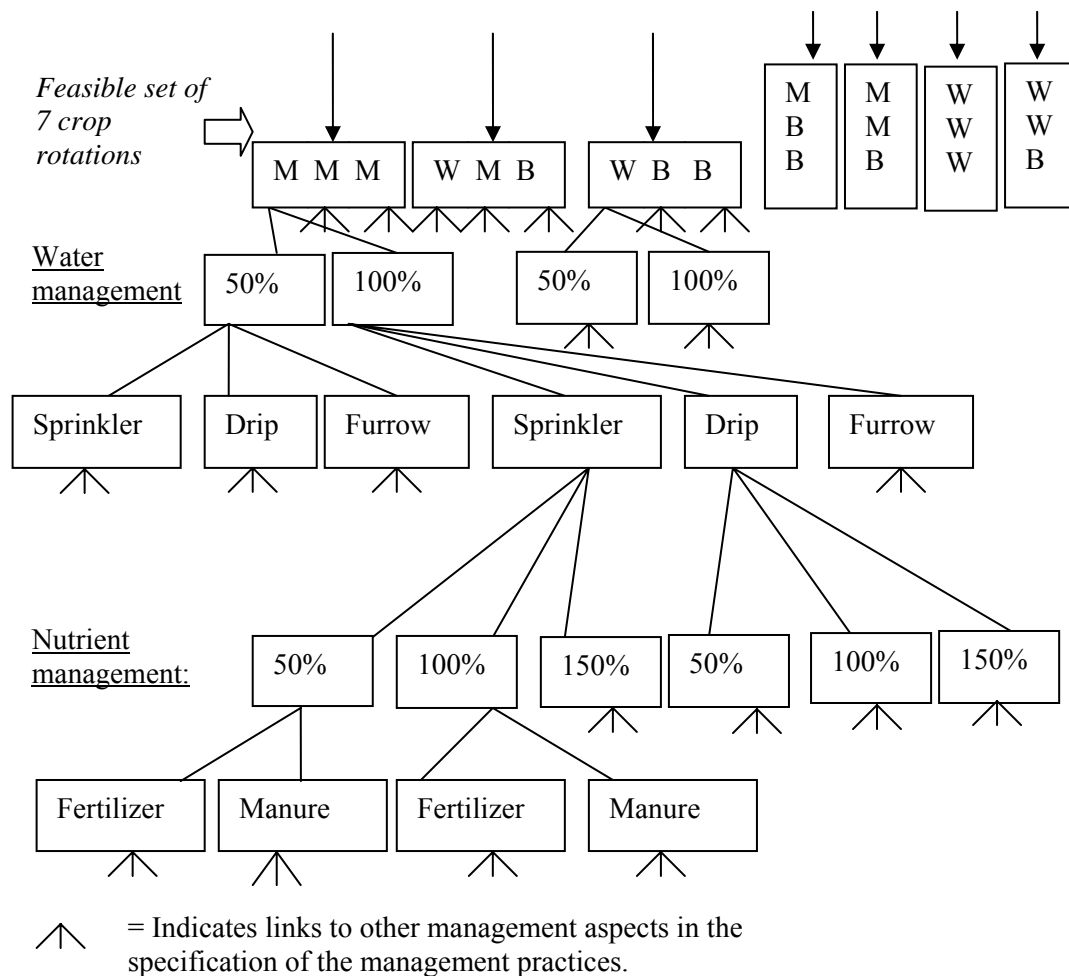 Feasible set of
7 crop
rotations
M M M
W M B
W B B
M
B
B
M
M
B
W
W
W
W
W
B
Water
management
50%
100%
50%
100%
Sprinkler
Drip
Furrow
Sprinkler
Drip
Furrow
Nutrient
management:
50%
100%
150%
50%
100%
150%
Fertilizer
Manure
Fertilizer
Manure
= Indicates links to other management aspects in the
specification of the management practices.